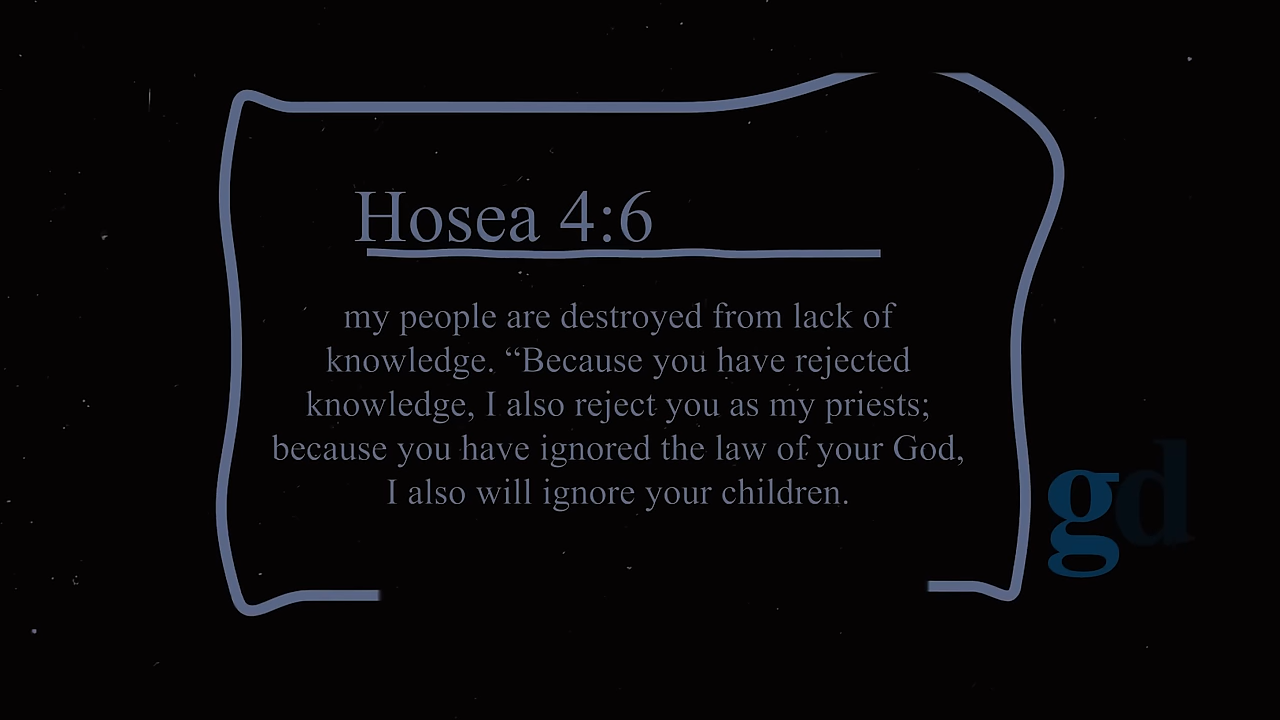 Hosea 4:6
my people are destroyed from lack of
knowledge. “Because you have rejected
knowledge, I also reject you as my priests;
because you have ignored the law of your God,
I also will ignore your children.
gd